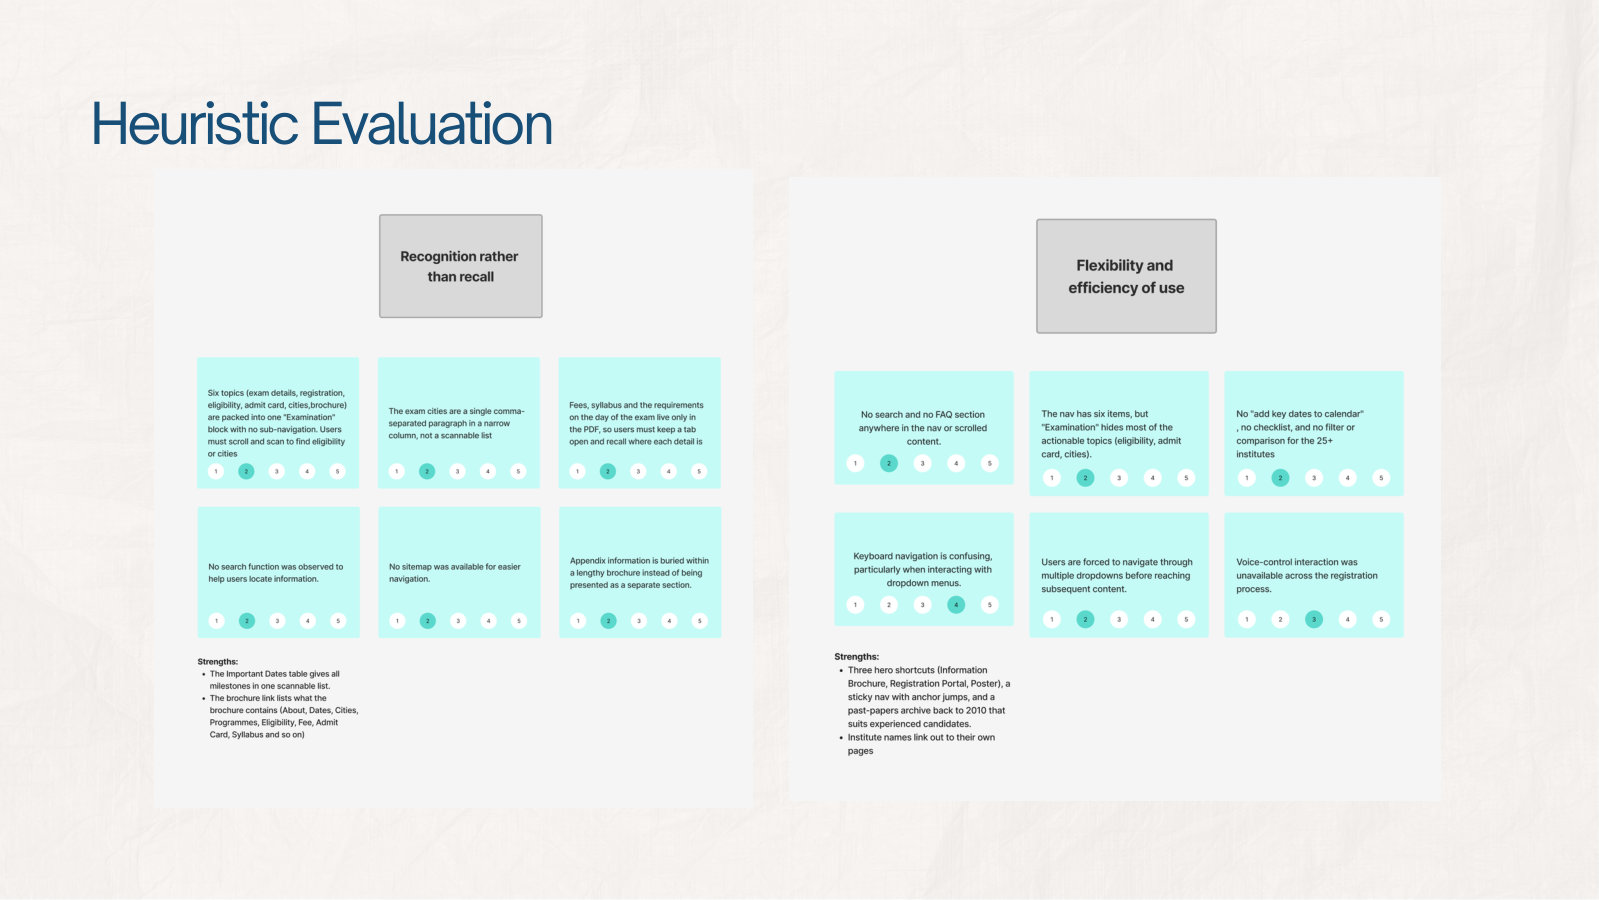 Heuristic Evaluation
Recognition rather
than recall
Six topics (exam details, registration,
eligibility, admit card, cities,brochure)
are packed into one "Examination"
block with no sub-navigation. Users
must scroll and scan to find eligibility
or cities
1 2 3 4 5
The exam cities are a single comma-
separated paragraph in a narrow
column, not a scannable list
1 2 3 4 5
Fees, syllabus and the requirements
on the day of the exam live only in
the PDF, so users must keep a tab
open and recall where each detail is
1 2 3 4 5
No search function was observed to
help users locate information.
1 2 3 4 5
No sitemap was available for easier
navigation.
1 2 3 4 5
Appendix information is buried within
a lengthy brochure instead of being
presented as a separate section.
1 2 3 4 5
Strengths:
• The Important Dates table gives all
milestones in one scannable list.
• The brochure link lists what the
brochure contains (About, Dates, Cities,
Programmes, Eligibility, Fee, Admit
Card, Syllabus and so on)
Flexibility and
efficiency of use
No search and no FAQ section
anywhere in the nav or scrolled
content.
1 2 3 4 5
The nav has six items, but
"Examination" hides most of the
actionable topics (eligibility, admit
card, cities).
1 2 3 4 5
No "add key dates to calendar"
, no checklist, and no filter or
comparison for the 25+
institutes
1 2 3 4 5
Keyboard navigation is confusing,
particularly when interacting with
dropdown menus.
1 2 3 4 5
Users are forced to navigate through
multiple dropdowns before reaching
subsequent content.
1 2 3 4 5
Voice-control interaction was
unavailable across the registration
process.
1 2 3 4 5
Strengths:
• Three hero shortcuts (Information
Brochure, Registration Portal, Poster), a
sticky nav with anchor jumps, and a
past-papers archive back to 2010 that
suits experienced candidates.
• Institute names link out to their own
pages